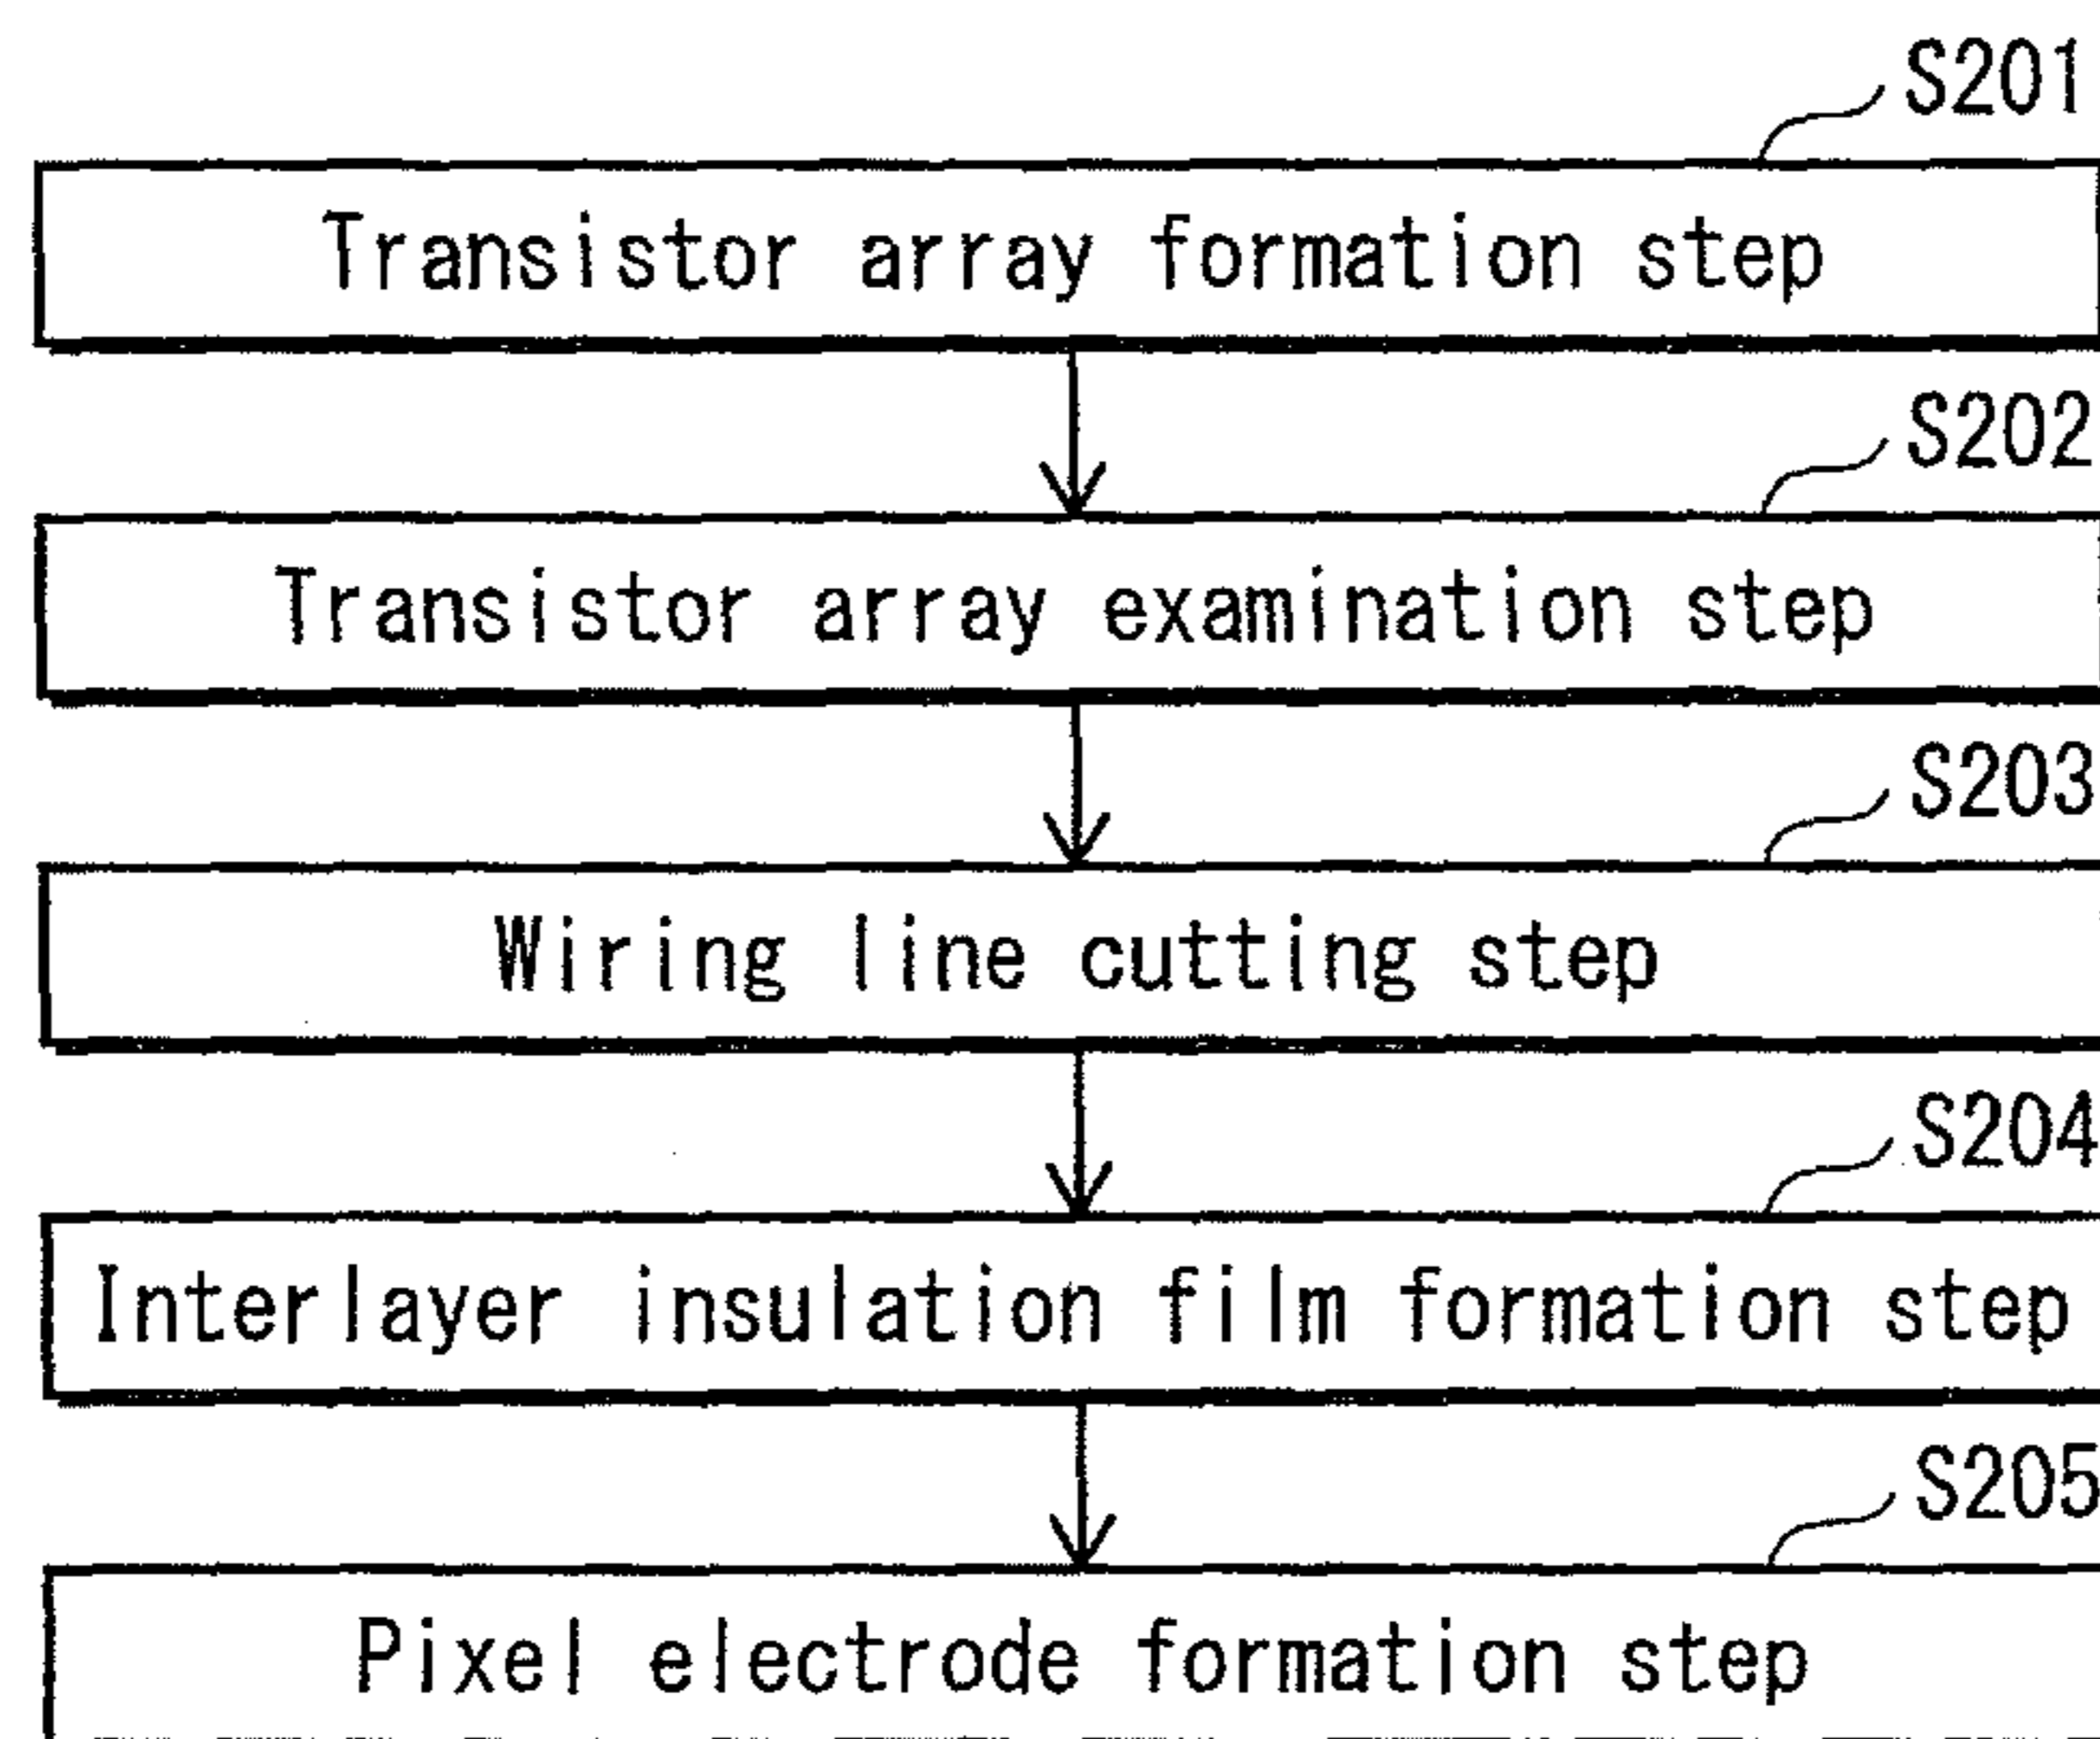 S201
Transistor array formation step
S202
Transistor array examination step
S203
Wiring line cutting step
S204
Interlayer insulation film formation step
S205
Pixel electrode formation step